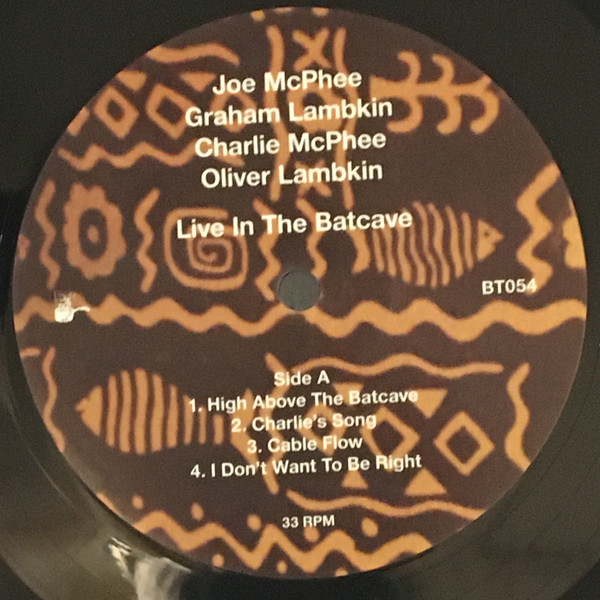 Joe McPhee
Graham Lambkin
Charlie McPhee
Oliver Lambkin
Live In The Batcave
BT054
Side A
1. High Above The Batcave
2. Charlie's Song
3. Cable Flow
4. I Don't Want To Be Right
33 RPM